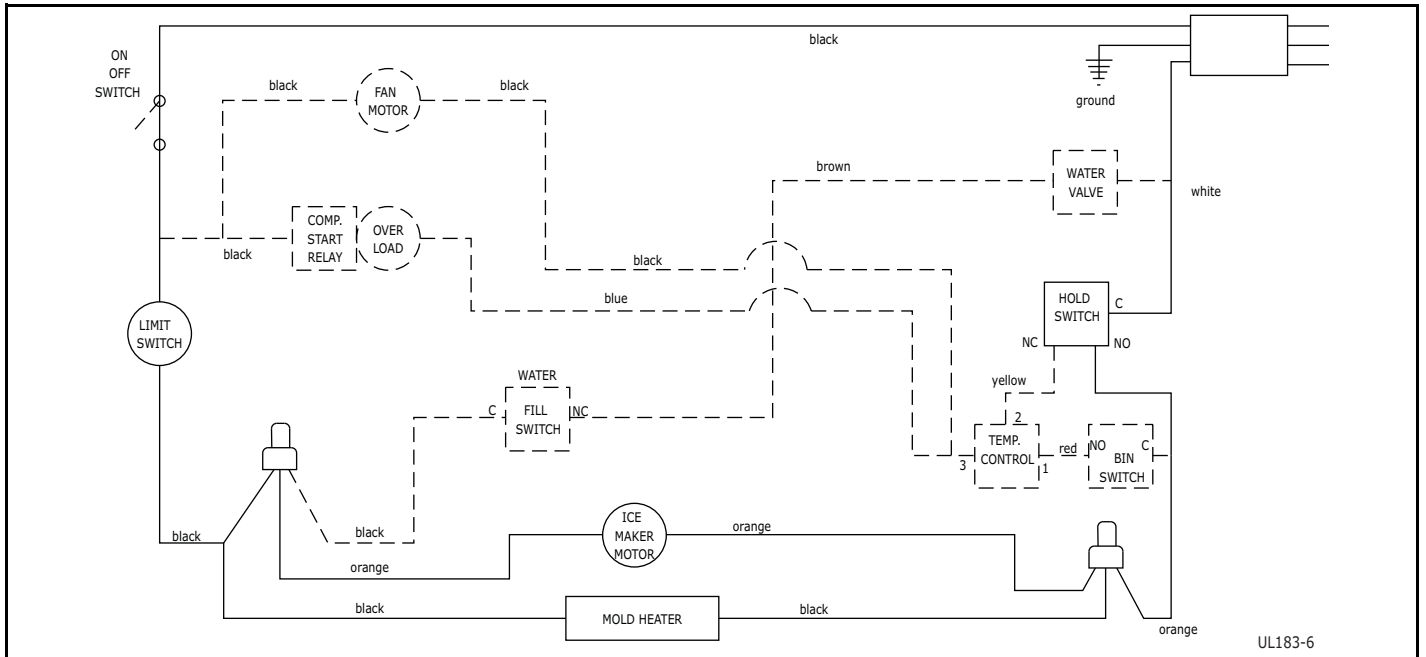 black
ON
OFF
SWITCH
black
FAN
MOTOR
black
ground
brown
WATER
VALVE
white
COMP.
START
RELAY
OVER
LOAD
black
black
blue
HOLD
SWITCH
C
NC
NO
LIMIT
SWITCH
WATER
C
FILL
SWITCH
NC
yellow
2
TEMP.
CONTROL
3
1
red
NO
C
BIN
SWITCH
black
black
ICE
MAKER
MOTOR
orange
orange
black
MOLD HEATER
black
orange
UL183-6